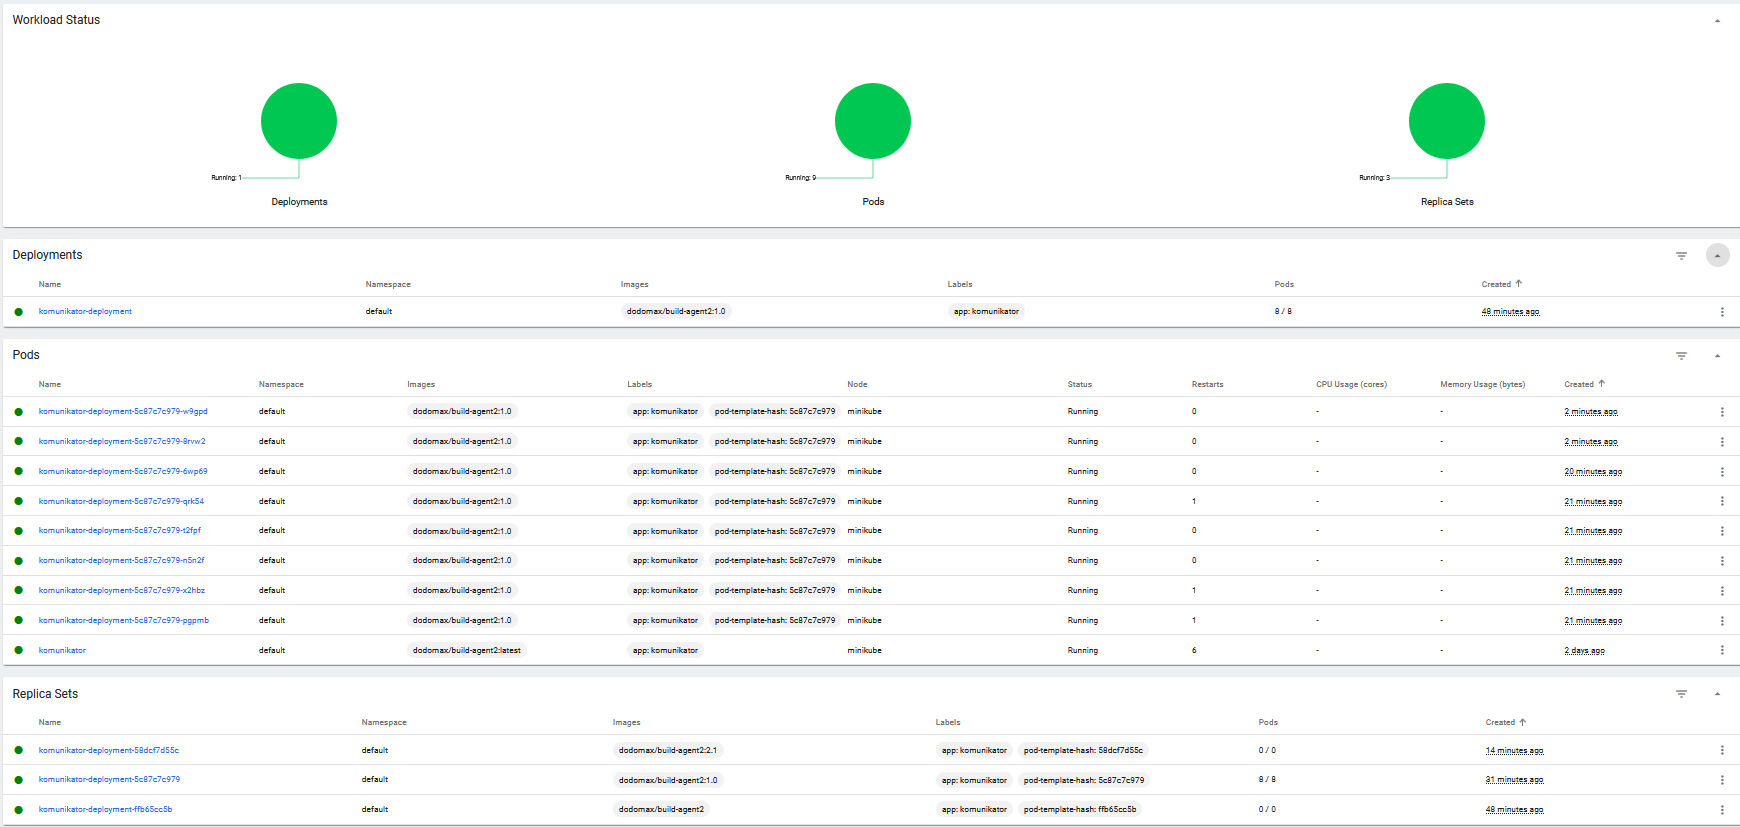 Workload Status
Running: 1
Running: 9
Running: 3
Deployments
Pods
Replica Sets
Deployments
Name Namespace Images Labels Pods Created
komunikator-deployment default dodomax/build-agent2:1.0 app: komunikator 8 / 8 48 minutes ago
Pods
Name Namespace Images Labels Node Status Restarts CPU Usage (cores) Memory Usage (bytes) Created
komunikator-deployment-5c87c7c979-w9gpd default dodomax/build-agent2:1.0 app: komunikator pod-template-hash: 5c87c7c979 minikube Running 0 - - 2 minutes ago
komunikator-deployment-5c87c7c979-8rvw2 default dodomax/build-agent2:1.0 app: komunikator pod-template-hash: 5c87c7c979 minikube Running 0 - - 2 minutes ago
komunikator-deployment-5c87c7c979-6wp69 default dodomax/build-agent2:1.0 app: komunikator pod-template-hash: 5c87c7c979 minikube Running 0 - - 20 minutes ago
komunikator-deployment-5c87c7c979-qrk54 default dodomax/build-agent2:1.0 app: komunikator pod-template-hash: 5c87c7c979 minikube Running 1 - - 21 minutes ago
komunikator-deployment-5c87c7c979-t2fpf default dodomax/build-agent2:1.0 app: komunikator pod-template-hash: 5c87c7c979 minikube Running 0 - - 21 minutes ago
komunikator-deployment-5c87c7c979-n5n2f default dodomax/build-agent2:1.0 app: komunikator pod-template-hash: 5c87c7c979 minikube Running 0 - - 21 minutes ago
komunikator-deployment-5c87c7c979-x2hbz default dodomax/build-agent2:1.0 app: komunikator pod-template-hash: 5c87c7c979 minikube Running 1 - - 21 minutes ago
komunikator-deployment-5c87c7c979-pgpmb default dodomax/build-agent2:1.0 app: komunikator pod-template-hash: 5c87c7c979 minikube Running 1 - - 21 minutes ago
komunikator default dodomax/build-agent2:latest app: komunikator minikube Running 6 - - 2 days ago
Replica Sets
Name Namespace Images Labels Pods Created
komunikator-deployment-58dcf7d55c default dodomax/build-agent2:2.1 app: komunikator pod-template-hash: 58dcf7d55c 0 / 0 14 minutes ago
komunikator-deployment-5c87c7c979 default dodomax/build-agent2:1.0 app: komunikator pod-template-hash: 5c87c7c979 8 / 8 31 minutes ago
komunikator-deployment-ffb65cc5b default dodomax/build-agent2 app: komunikator pod-template-hash: ffb65cc5b 0 / 0 48 minutes ago